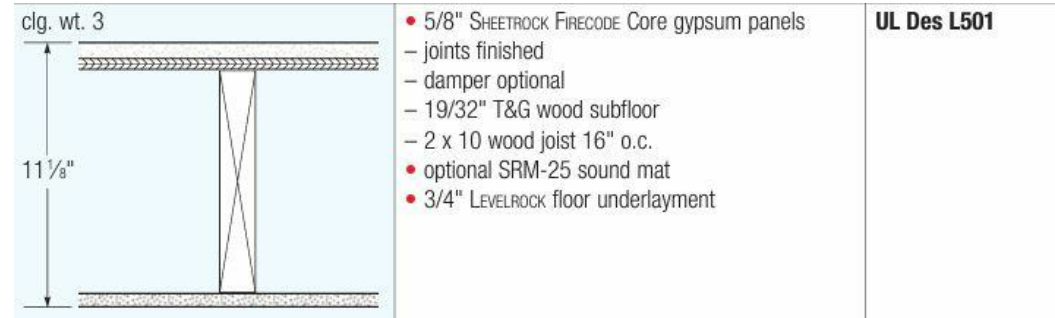 clg. wt. 3
11 1/8"
• 5/8" SHEETROCK FIRECODE Core gypsum panels
– joints finished
– damper optional
– 19/32" T&G wood subfloor
– 2 x 10 wood joist 16" o.c.
• optional SRM-25 sound mat
• 3/4" LEVELROCK floor underlayment
UL Des L501